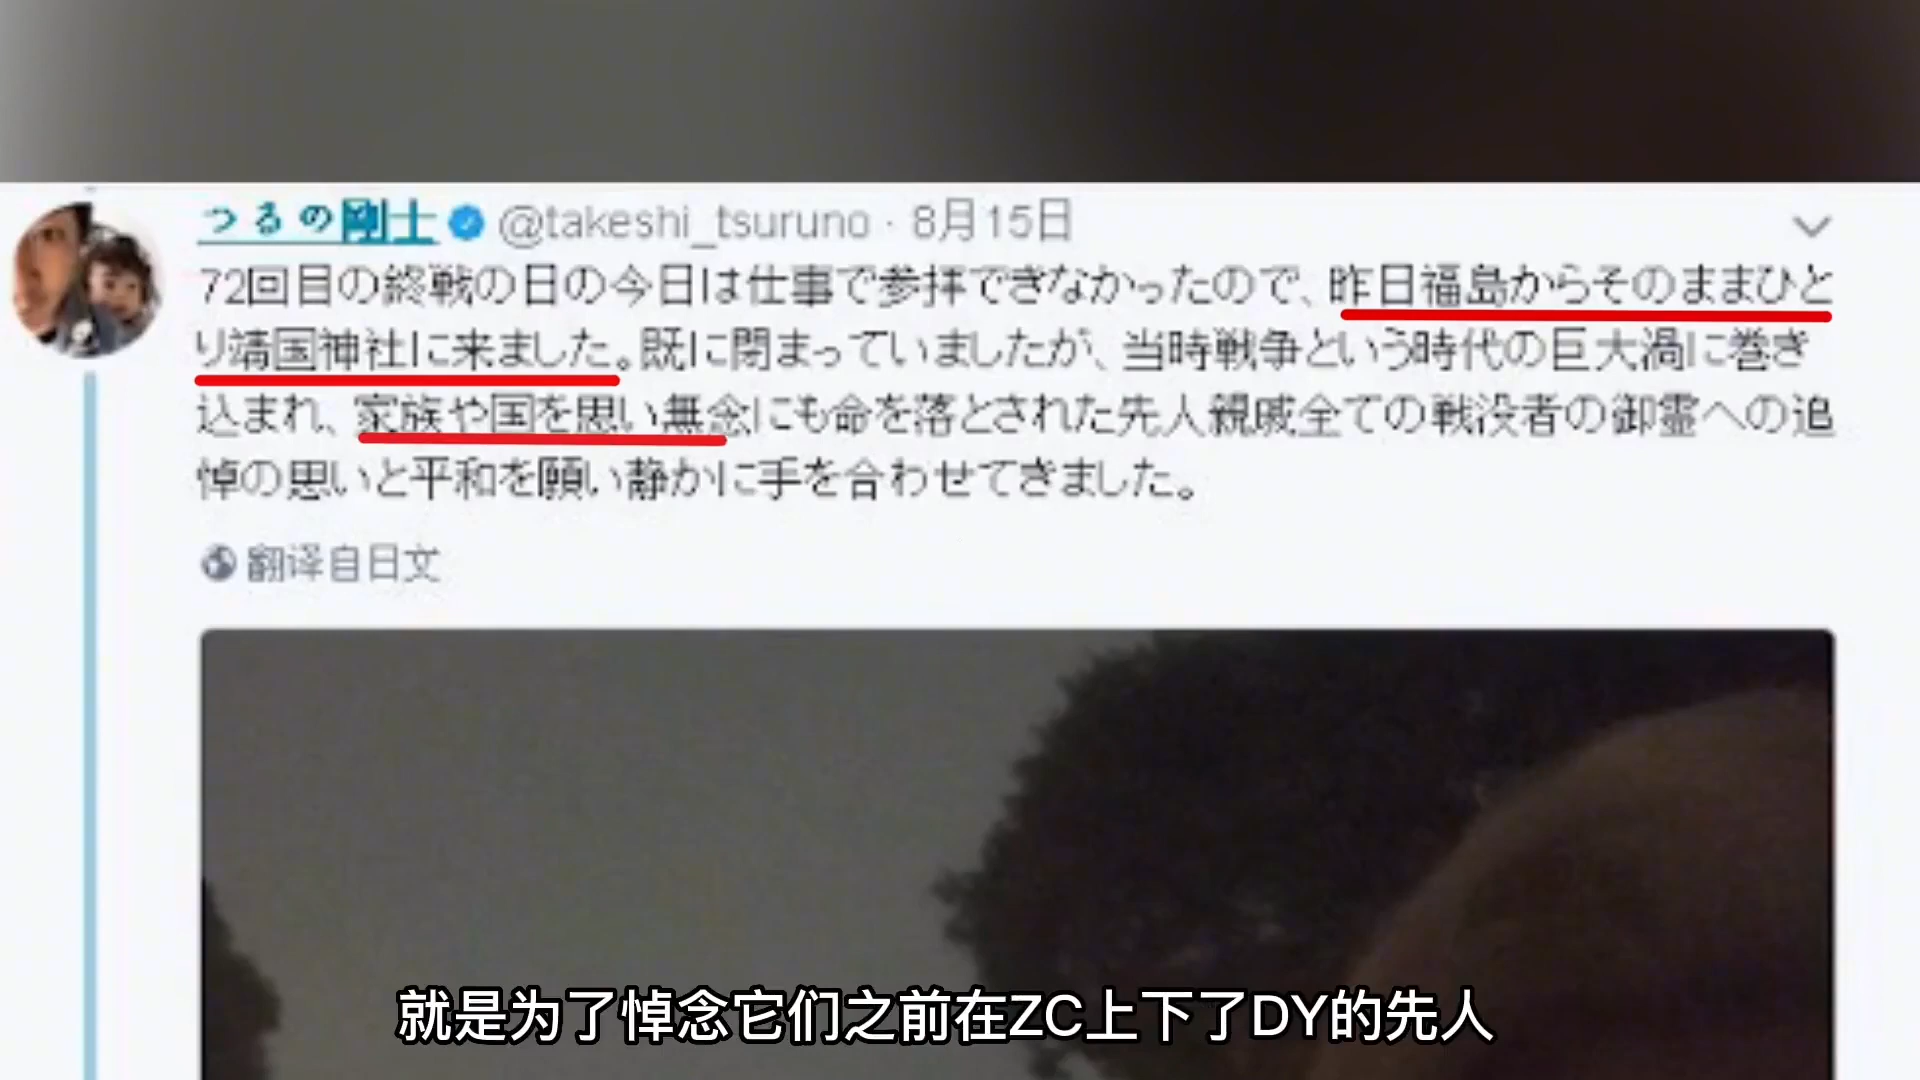 つるの剛士 @takeshi_tsuruno · 8月15日
72回目の終戦の日の今日は仕事で参拝できなかったので、昨日福島からそのままひと
り靖国神社に来ました。既に閉まっていましたが、当時戦争という時代の巨大渦に巻き
込まれ、家族や国を思い無念にも命を落とされた先人親戚全ての戦没者の御霊への追
悼の思いと平和を願い静かに手を合わせてきました。
翻译自日文
就是为了悼念它们之前在ZC上下了DY的先人